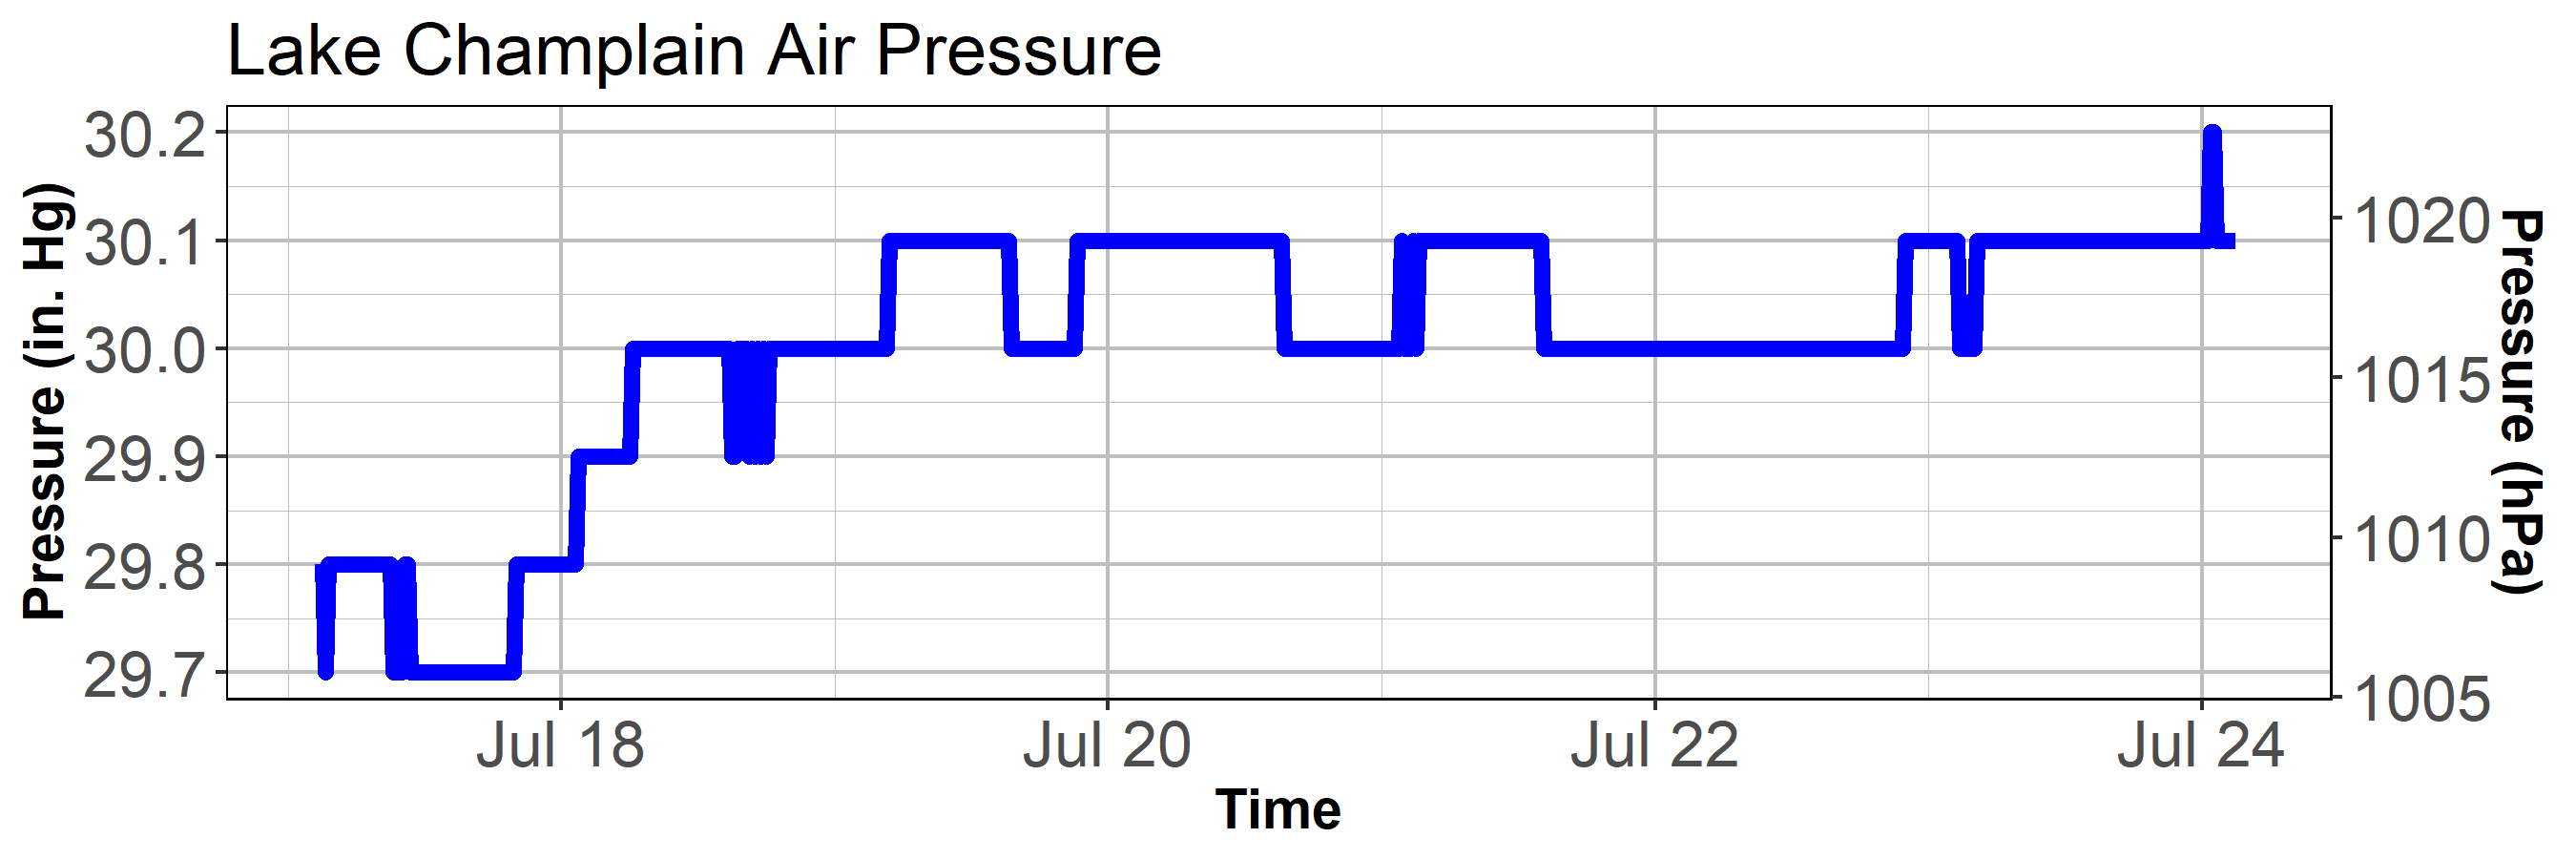 Lake Champlain Air Pressure
30.2
30.1
30.0
29.9
29.8
29.7
Pressure (in. Hg)
1020
1015
1010
1005
Pressure (hPa)
Jul 18
Jul 20
Jul 22
Jul 24
Time